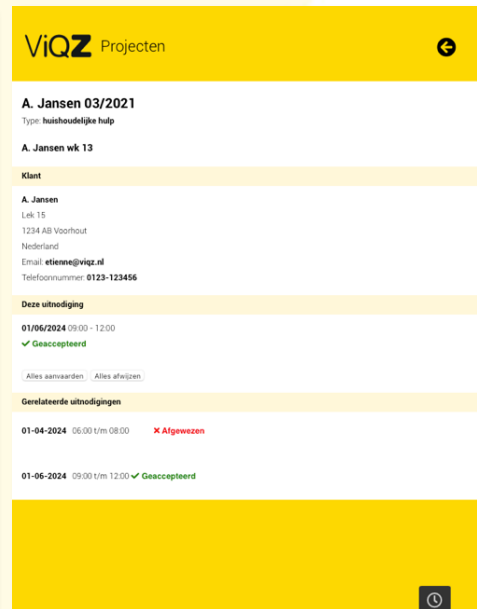 ViQZ Projecten
A. Jansen 03/2021
Type: huishoudelijke hulp
A. Jansen wk 13
Klant
A. Jansen
Lek 15
1234 AB Voorhout
Nederland
Email: etienne@viqz.nl
Telefoonnummer: 0123-123456
Deze uitnodiging
01/06/2024 09:00 - 12:00
Geaccepteerd
Alles aanvaarden Alles afwijzen
Gerelateerde uitnodigingen
01-04-2024 06:00 t/m 08:00 Afgewezen
01-06-2024 09:00 t/m 12:00 Geaccepteerd